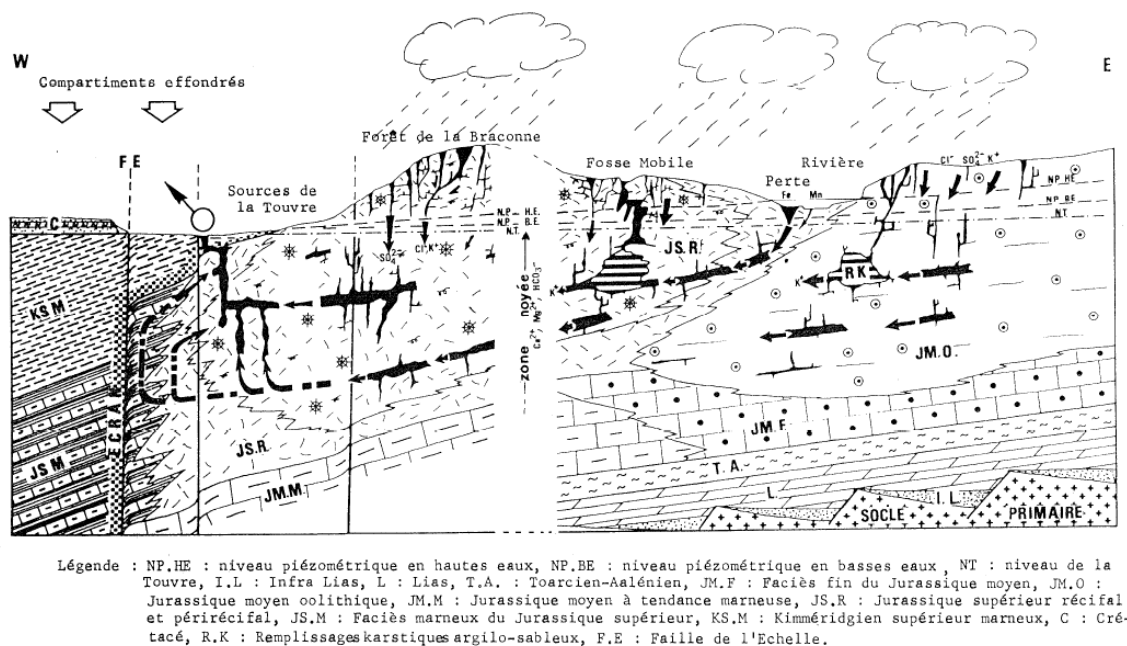 W
E
Compartiments effondrés
Forêt de la Braconne
Fosse Mobile
Rivière
Cl⁻ SO₄²⁻ K⁺
F E
Sources de
la Touvre
Perte
Fe Mn
NP.HE
NP.BE
NT
C
N.P - H.E.
N.P - B.E.
N.T.
SO₄²⁻
Cl⁻K⁺
JS.R
K⁺
K⁺
R K
KS.M
zone noyée
Ca²⁺, Mg²⁺, HCO₃⁻
JM.O.
ECRAN
JS M
JS.R.
JM.M.
JM.F.
T.A.
L.
I.L
SOCLE PRIMAIRE
Légende : NP.HE : niveau piézométrique en hautes eaux, NP.BE : niveau piézométrique en basses eaux , NT : niveau de la
Touvre, I.L : Infra Lias, L : Lias, T.A. : Toarcien-Aalénien, JM.F : Faciès fin du Jurassique moyen, JM.O :
Jurassique moyen oolithique, JM.M : Jurassique moyen à tendance marneuse, JS.R : Jurassique supérieur récifal
et périrécifal, JS.M : Faciès marneux du Jurassique supérieur, KS.M : Kimméridgien supérieur marneux, C : Cré-
tacé, R.K : Remplissages karstiques argilo-sableux, F.E : Faille de l'Echelle.